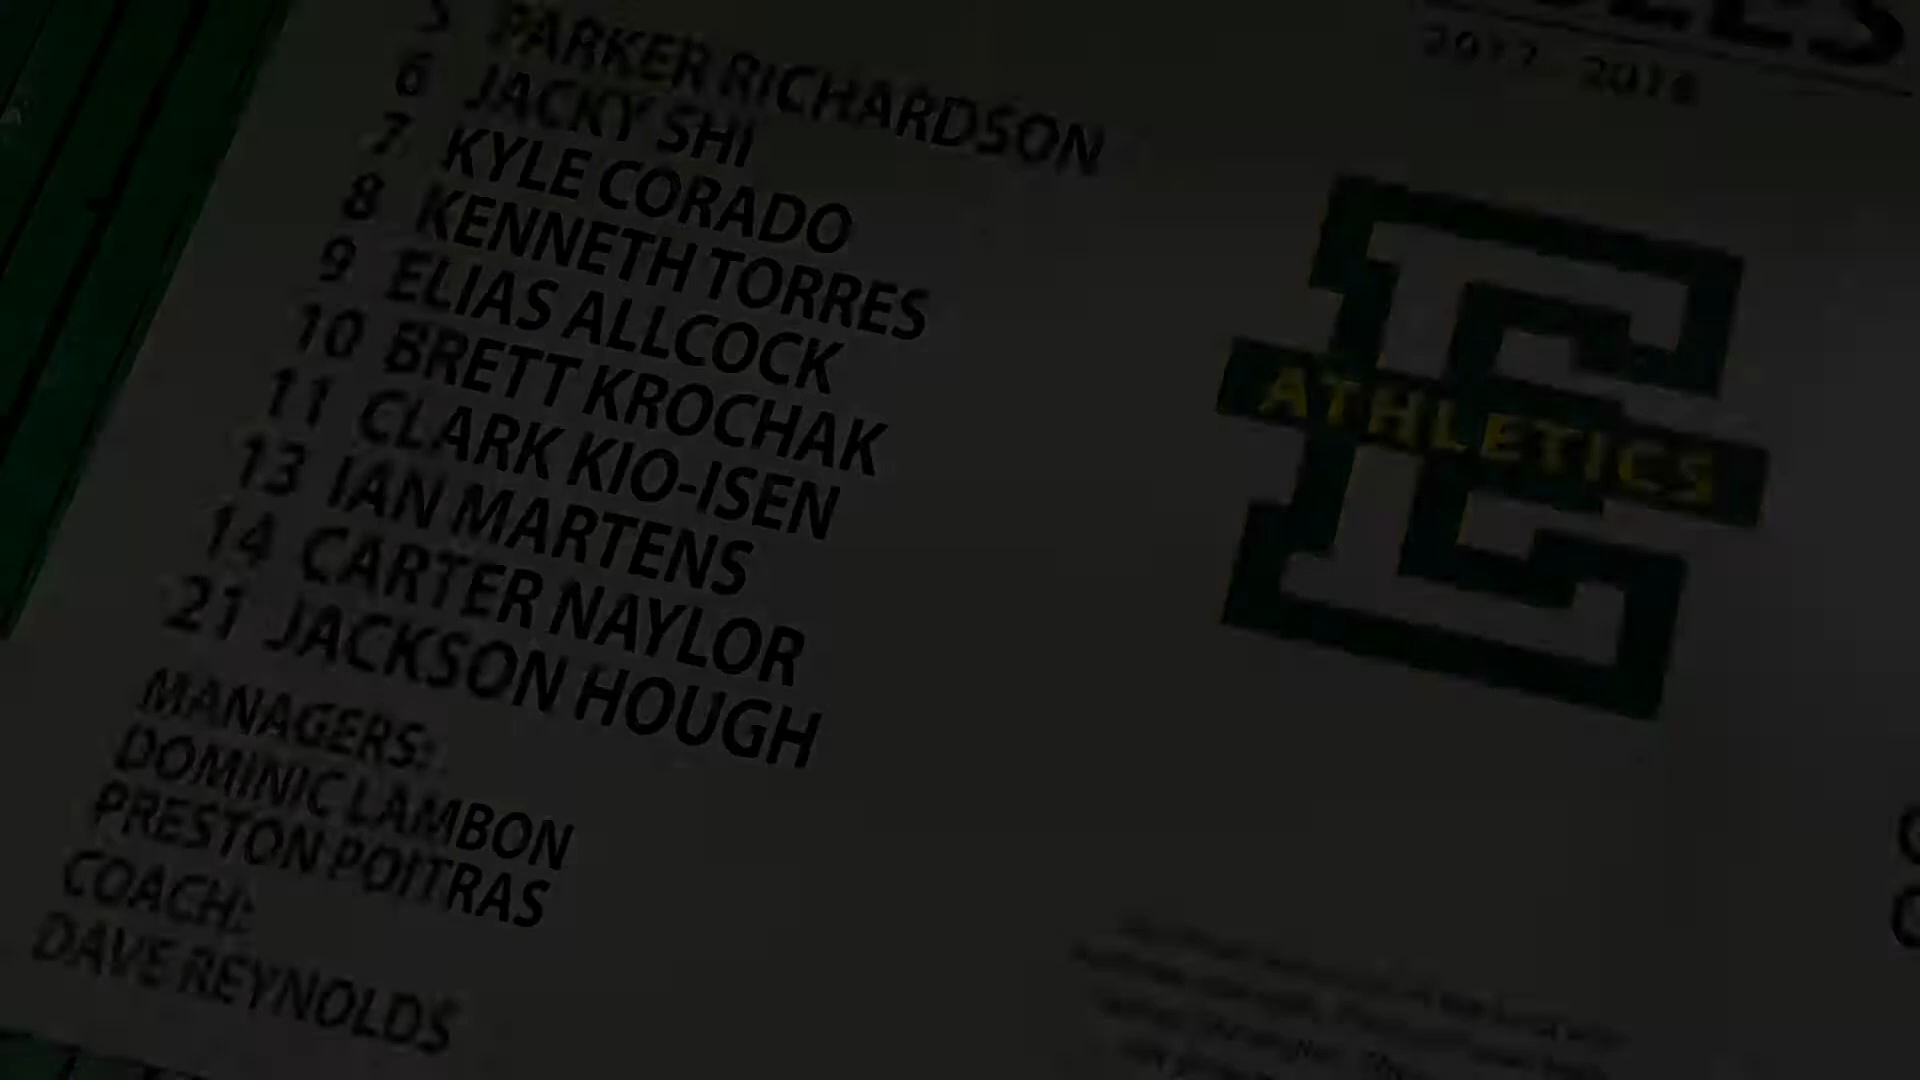 5 PARKER RICHARDSON
6 JACKY SHI
7 KYLE CORADO
8 KENNETH TORRES
9 ELIAS ALLCOCK
10 BRETT KROCHAK
11 CLARK KIO-ISEN
13 IAN MARTENS
14 CARTER NAYLOR
21 JACKSON HOUGH
MANAGERS:
DOMINIC LAMBON
PRESTON POITRAS
COACH:
DAVE REYNOLDS
2017 - 2018
E
ATHLETICS